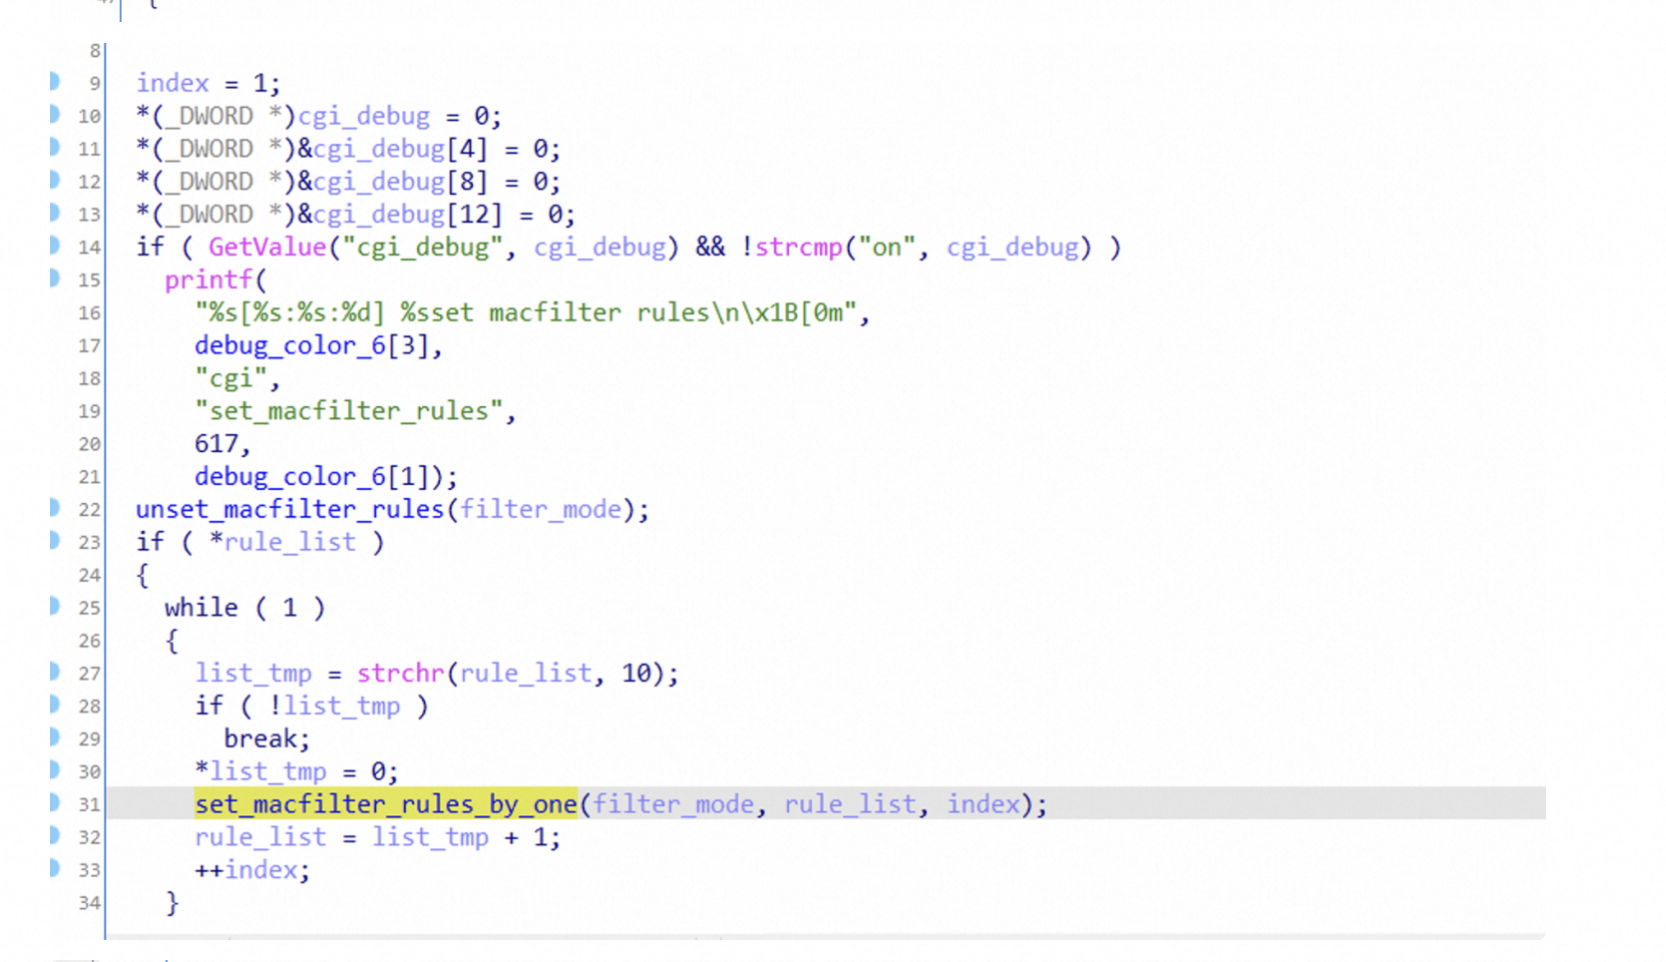 {
8
9 index = 1;
10 *(_DWORD *)cgi_debug = 0;
11 *(_DWORD *)&cgi_debug[4] = 0;
12 *(_DWORD *)&cgi_debug[8] = 0;
13 *(_DWORD *)&cgi_debug[12] = 0;
14 if ( GetValue("cgi_debug", cgi_debug) && !strcmp("on", cgi_debug) )
15 printf(
16 "%s[%s:%s:%d] %sset macfilter rules\n\x1B[0m",
17 debug_color_6[3],
18 "cgi",
19 "set_macfilter_rules",
20 617,
21 debug_color_6[1]);
22 unset_macfilter_rules(filter_mode);
23 if ( *rule_list )
24 {
25 while ( 1 )
26 {
27 list_tmp = strchr(rule_list, 10);
28 if ( !list_tmp )
29 break;
30 *list_tmp = 0;
31 set_macfilter_rules_by_one(filter_mode, rule_list, index);
32 rule_list = list_tmp + 1;
33 ++index;
34 }